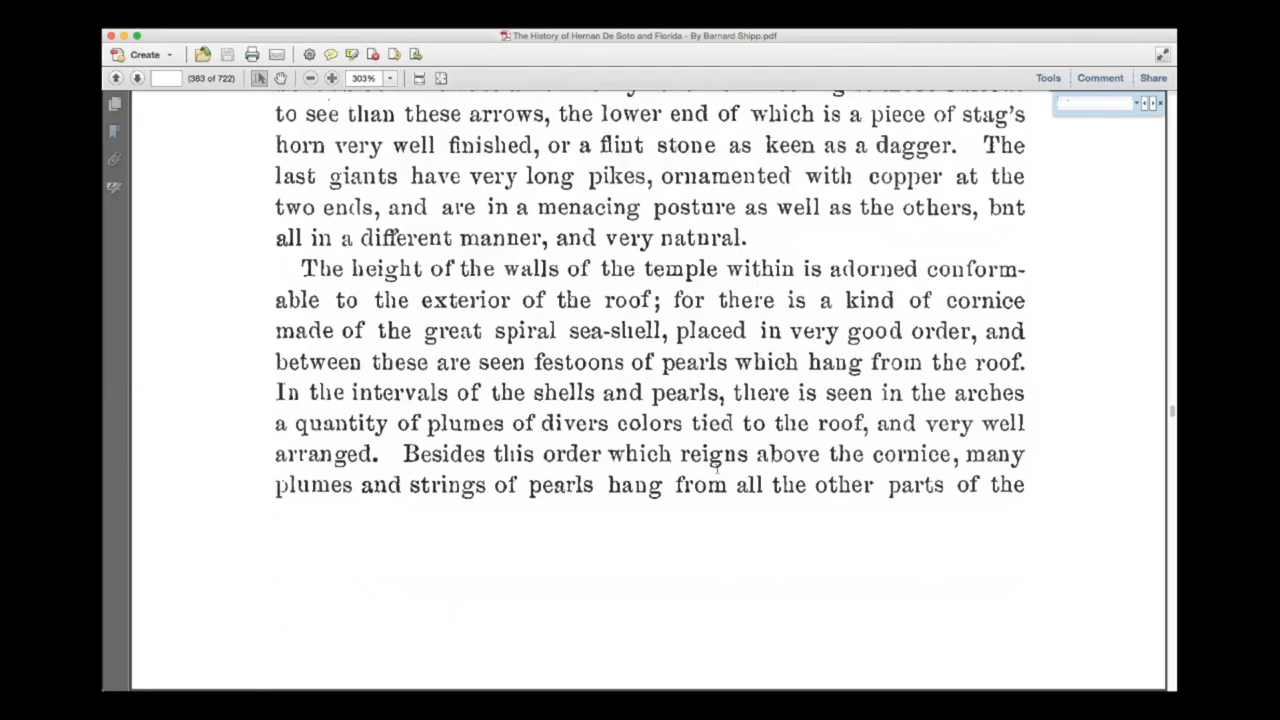 The History of Hernan De Soto and Florida - By Barnard Shipp.pdf
Create
(383 of 722) 303% Tools Comment Share
to see than these arrows, the lower end of which is a piece of stag's
horn very well finished, or a flint stone as keen as a dagger. The
last giants have very long pikes, ornamented with copper at the
two ends, and are in a menacing posture as well as the others, but
all in a different manner, and very natural.
The height of the walls of the temple within is adorned conform-
able to the exterior of the roof; for there is a kind of cornice
made of the great spiral sea-shell, placed in very good order, and
between these are seen festoons of pearls which hang from the roof.
In the intervals of the shells and pearls, there is seen in the arches
a quantity of plumes of divers colors tied to the roof, and very well
arranged. Besides this order which reigns above the cornice, many
plumes and strings of pearls hang from all the other parts of the